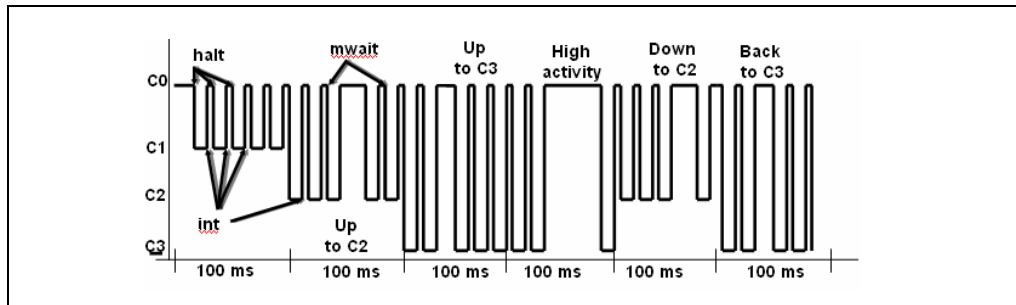 halt
mwait
Up
to C3
High
activity
Down
to C2
Back
to C3
C0
C1
C2
int
Up
to C2
C3
100 ms
100 ms
100 ms
100 ms
100 ms
100 ms